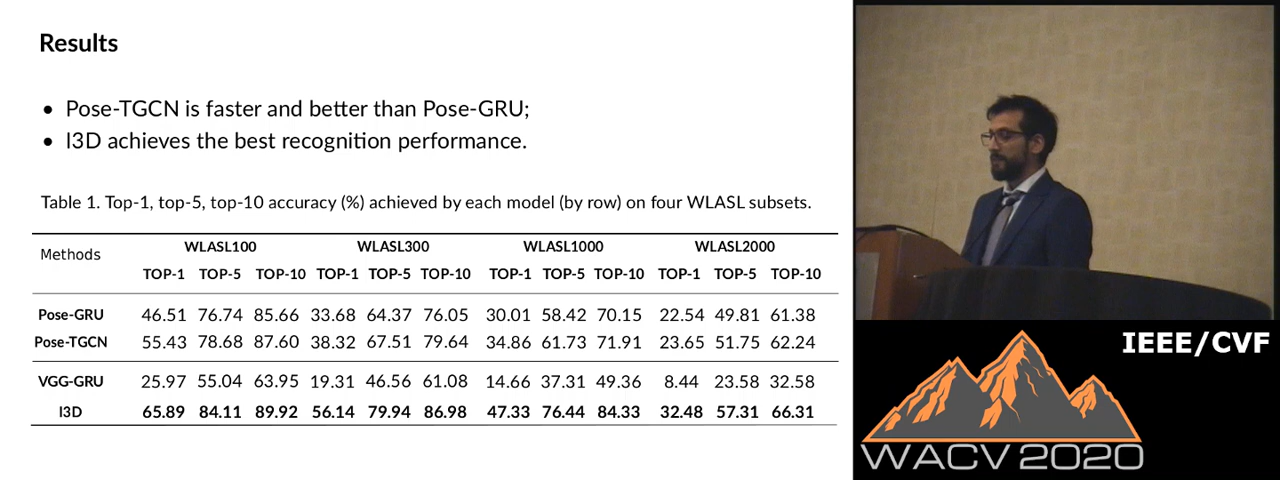 Results
• Pose-TGCN is faster and better than Pose-GRU;
• I3D achieves the best recognition performance.
Table 1. Top-1, top-5, top-10 accuracy (%) achieved by each model (by row) on four WLASL subsets.
Methods WLASL100 WLASL300 WLASL1000 WLASL2000
TOP-1 TOP-5 TOP-10 TOP-1 TOP-5 TOP-10 TOP-1 TOP-5 TOP-10 TOP-1 TOP-5 TOP-10
Pose-GRU 46.51 76.74 85.66 33.68 64.37 76.05 30.01 58.42 70.15 22.54 49.81 61.38
Pose-TGCN 55.43 78.68 87.60 38.32 67.51 79.64 34.86 61.73 71.91 23.65 51.75 62.24
VGG-GRU 25.97 55.04 63.95 19.31 46.56 61.08 14.66 37.31 49.36 8.44 23.58 32.58
I3D 65.89 84.11 89.92 56.14 79.94 86.98 47.33 76.44 84.33 32.48 57.31 66.31
IEEE/CVF
WACV 2020